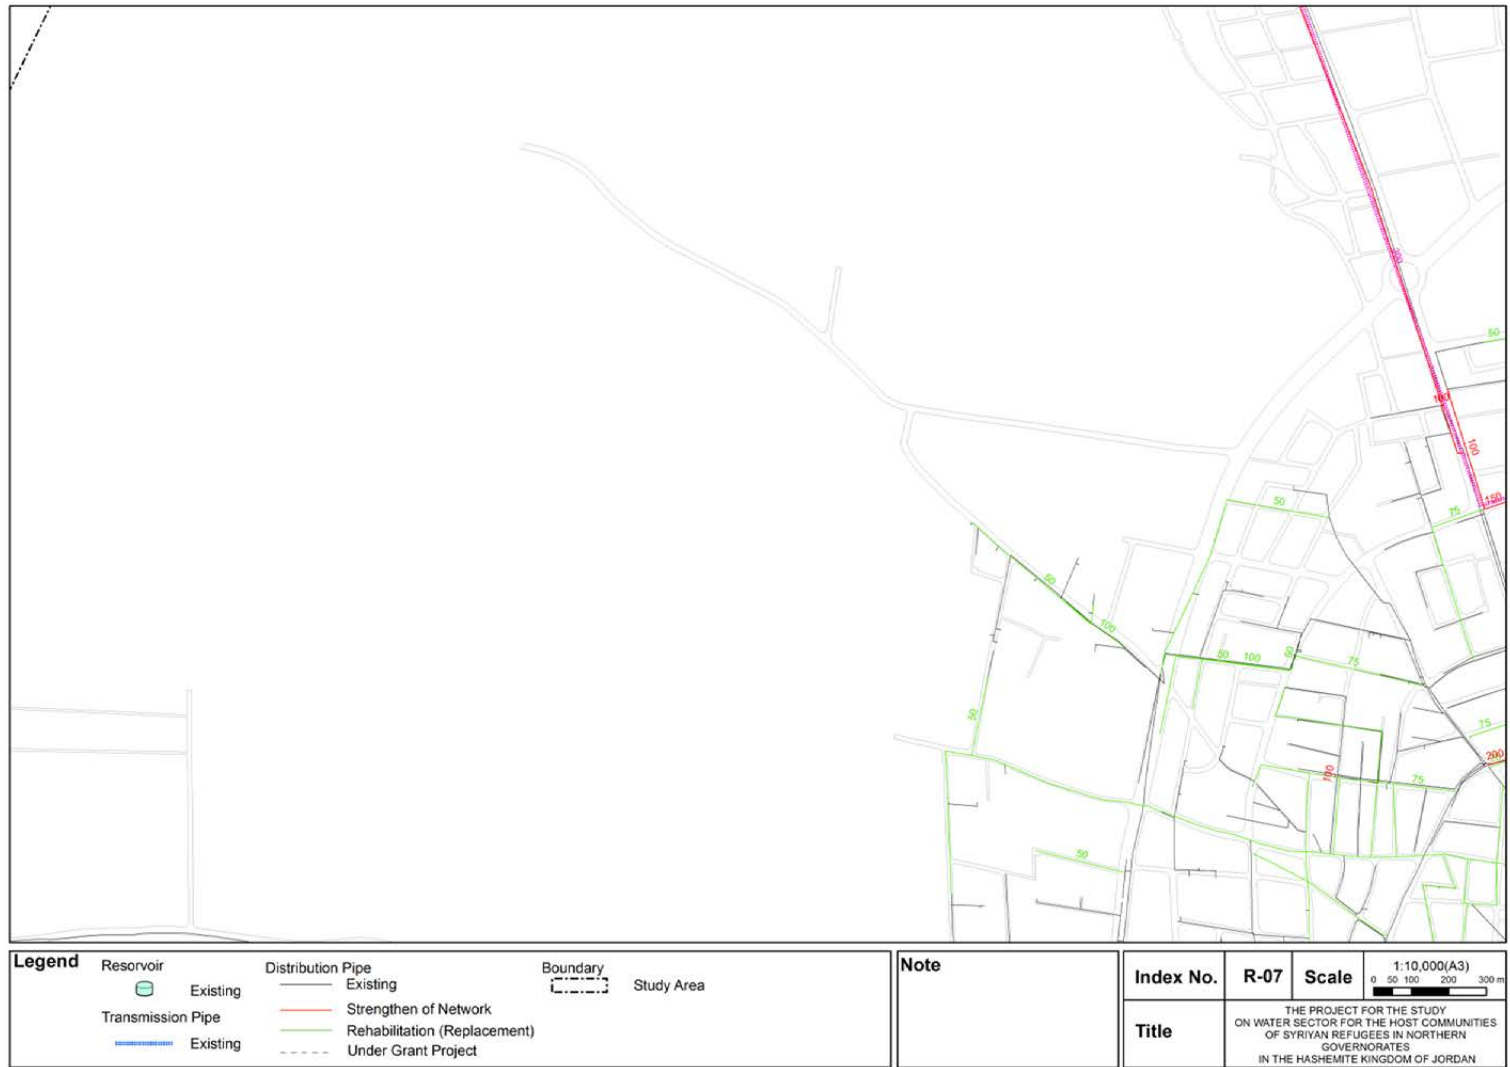 200
50
100
100
150
75
50
50
100
50
100
50
75
50
75
200
100
75
50
Legend
Resorvoir
Existing
Transmission Pipe
Existing
Distribution Pipe
Existing
Strengthen of Network
Rehabilitation (Replacement)
Under Grant Project
Boundary
Study Area
Note
Index No.
R-07
Scale
1:10,000(A3)
0 50 100 200 300 m
Title
THE PROJECT FOR THE STUDY
ON WATER SECTOR FOR THE HOST COMMUNITIES
OF SYRIYAN REFUGEES IN NORTHERN
GOVERNORATES
IN THE HASHEMITE KINGDOM OF JORDAN